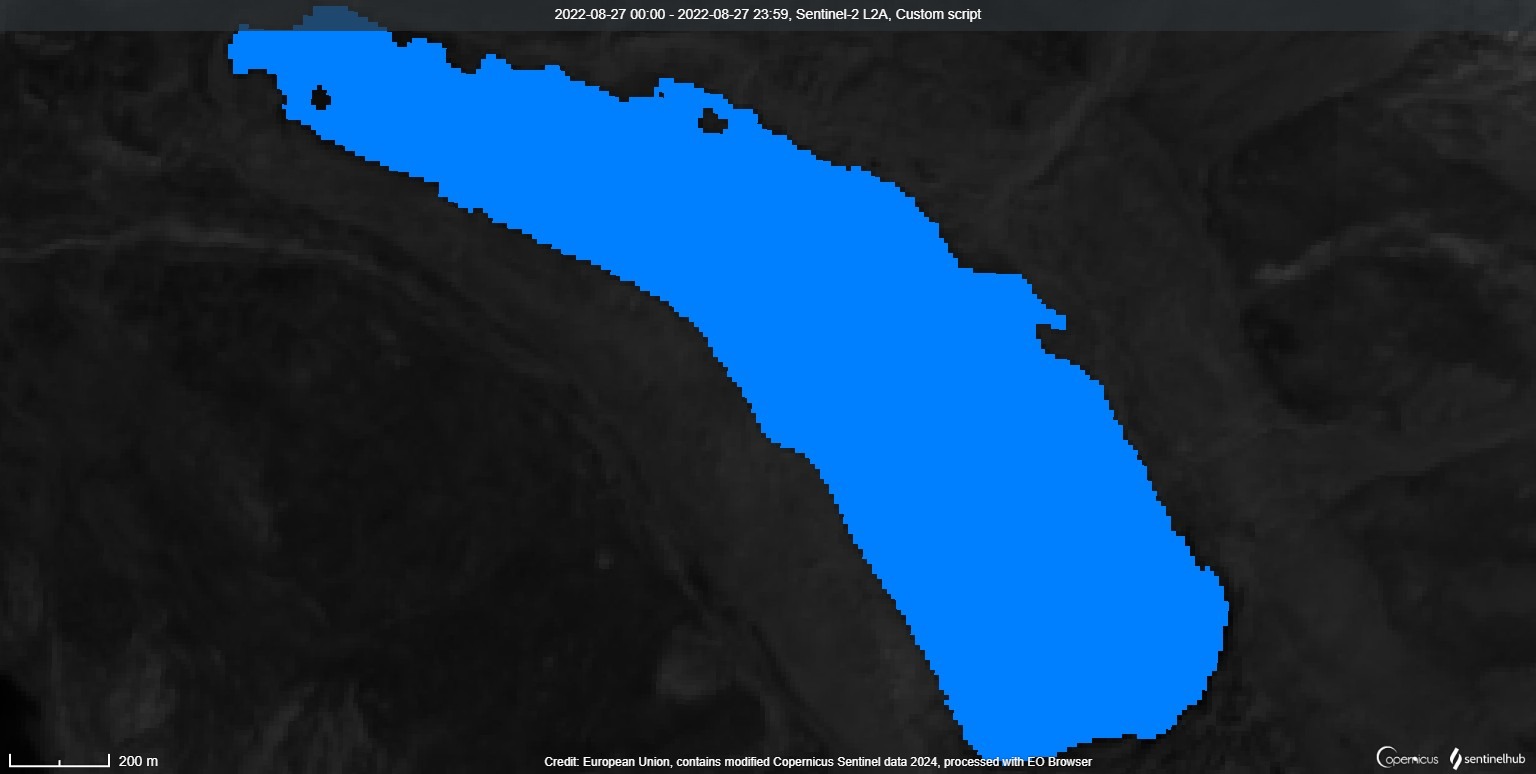 2022-08-27 00:00 - 2022-08-27 23:59, Sentinel-2 L2A, Custom script
200 m
Credit: European Union, contains modified Copernicus Sentinel data 2024, processed with EO Browser
Copernicus
sentinelhub